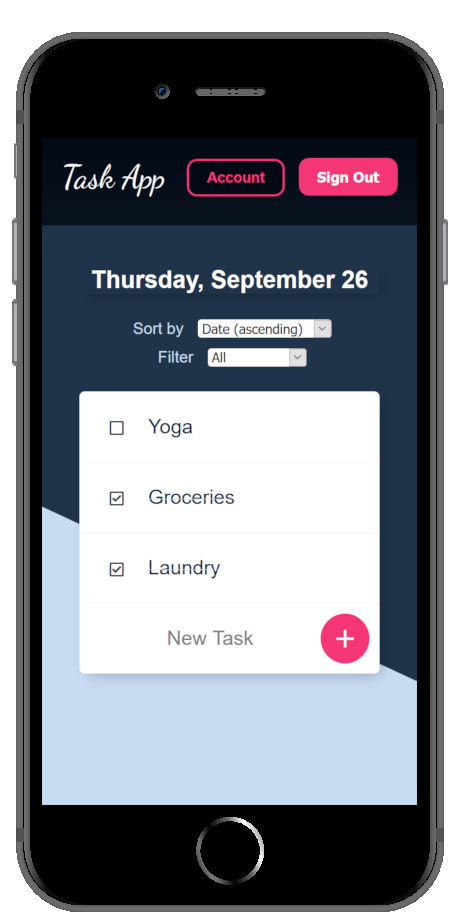 Task App Account Sign Out
Thursday, September 26
Sort by Date (ascending)
Filter All
Yoga
Groceries
Laundry
New Task